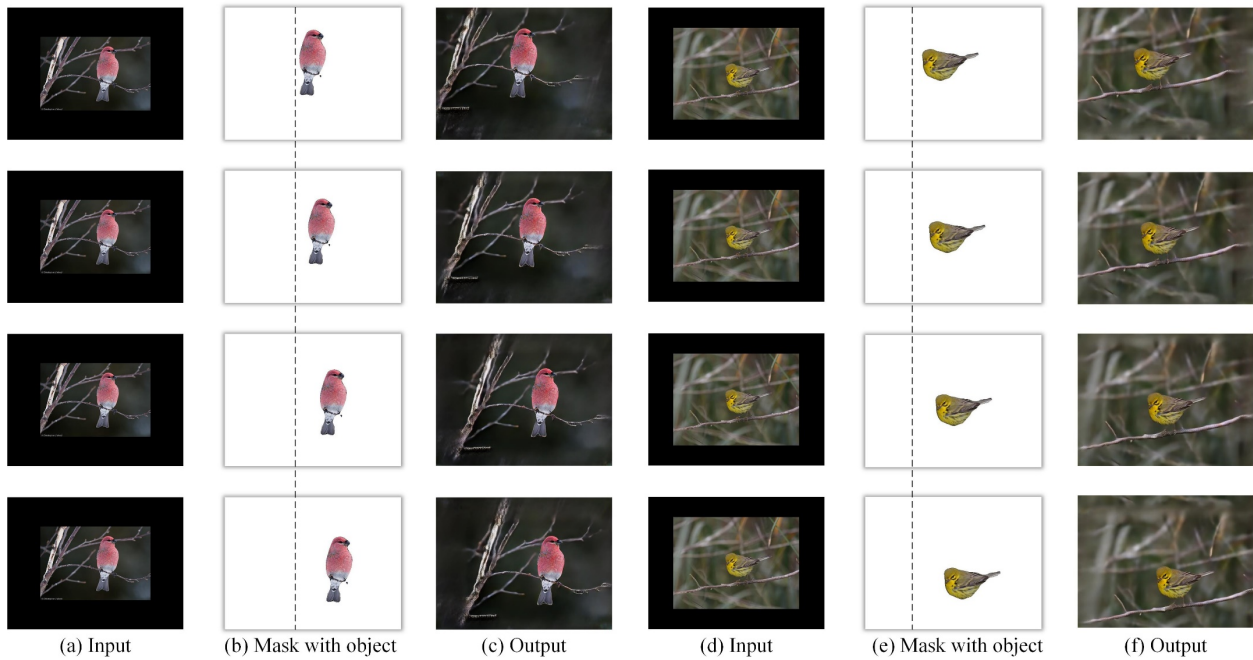 (a) Input
(b) Mask with object
(c) Output
(d) Input
(e) Mask with object
(f) Output